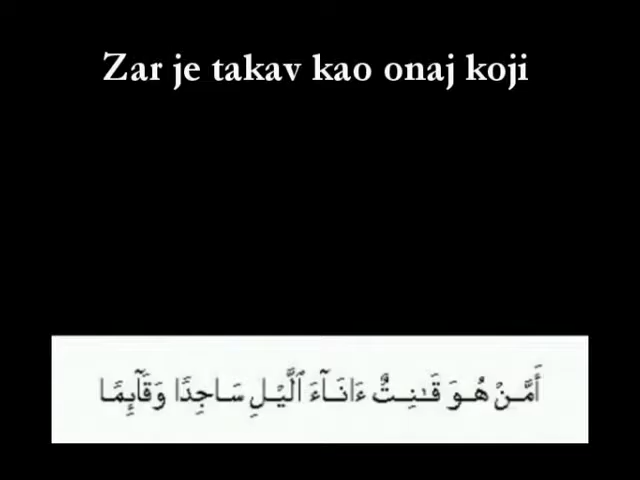 Zar je takav kao onaj koji
أَمَّنْ هُوَ قَـٰنِتٌ ءَانَآءَ ٱلَّيْلِ سَاجِدًا وَقَآئِمًا